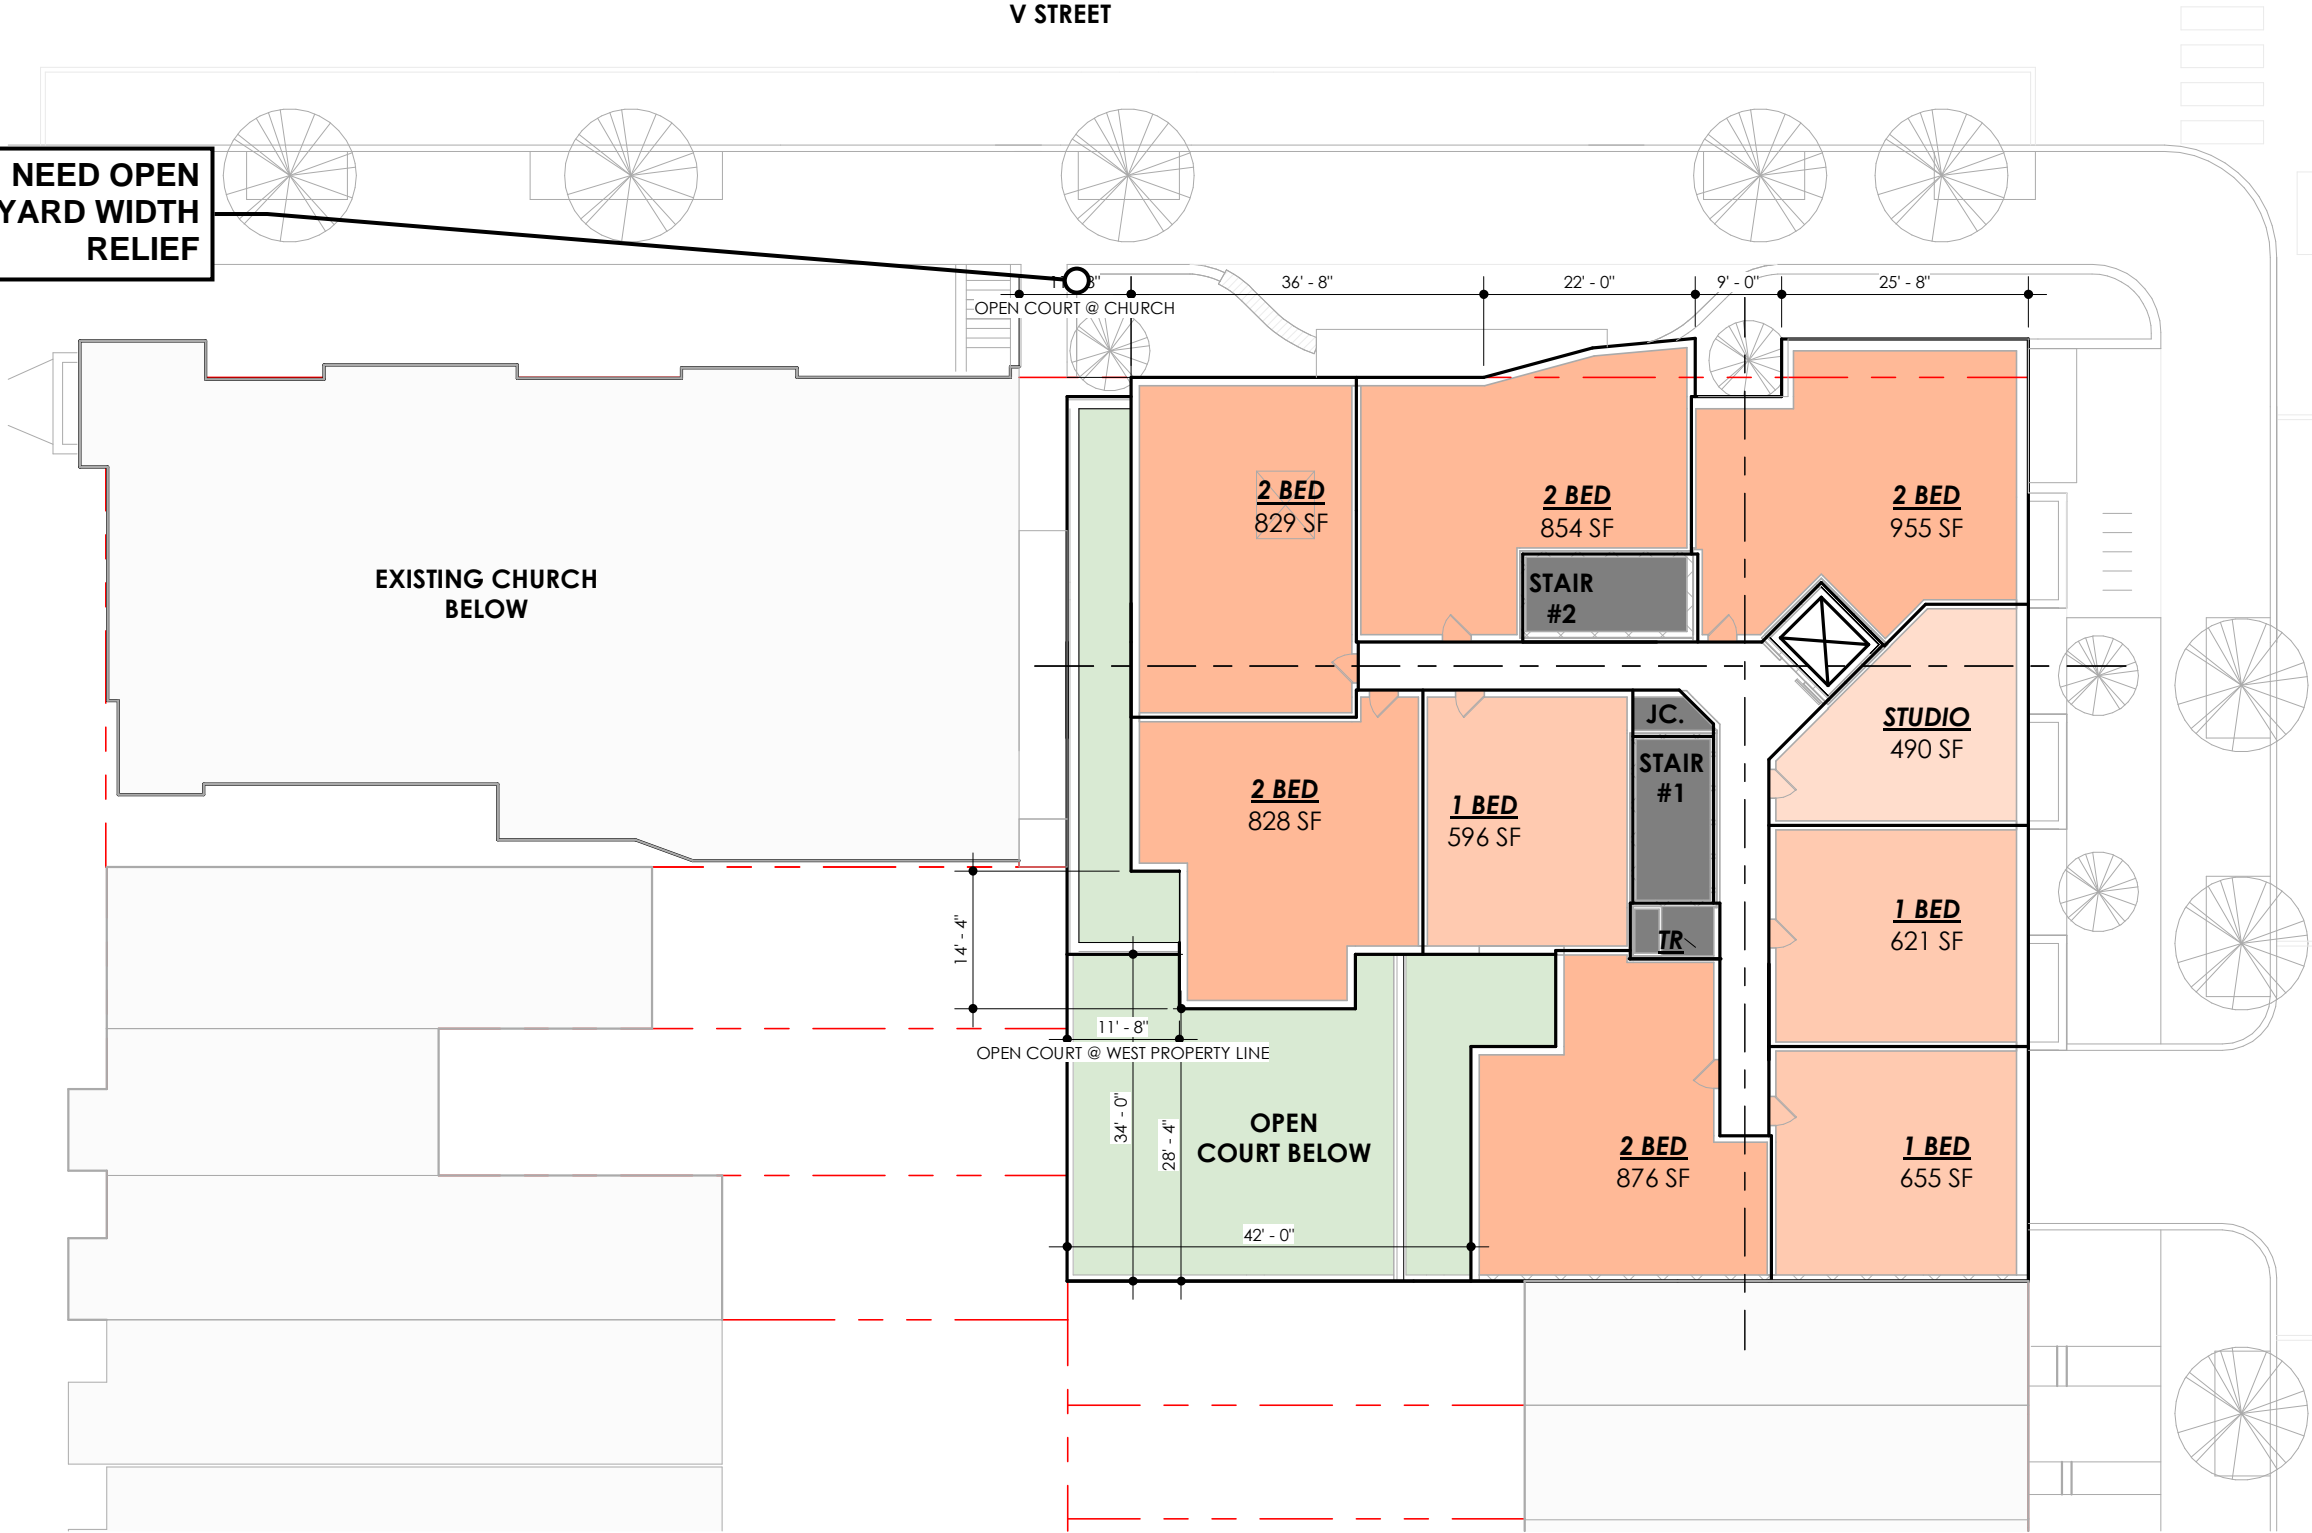 V STREET
NEED OPEN
YARD WIDTH
RELIEF
36' - 8"
22' - 0"
9' - 0"
25' - 8"
OPEN COURT @ CHURCH
2 BED
829 SF
2 BED
854 SF
2 BED
955 SF
EXISTING CHURCH
BELOW
STAIR
#2
JC.
STAIR
#1
STUDIO
490 SF
2 BED
828 SF
1 BED
596 SF
1 BED
621 SF
TR
14' - 4"
11' - 8"
OPEN COURT @ WEST PROPERTY LINE
34' - 0"
28' - 4"
OPEN
COURT BELOW
2 BED
876 SF
1 BED
655 SF
42' - 0"